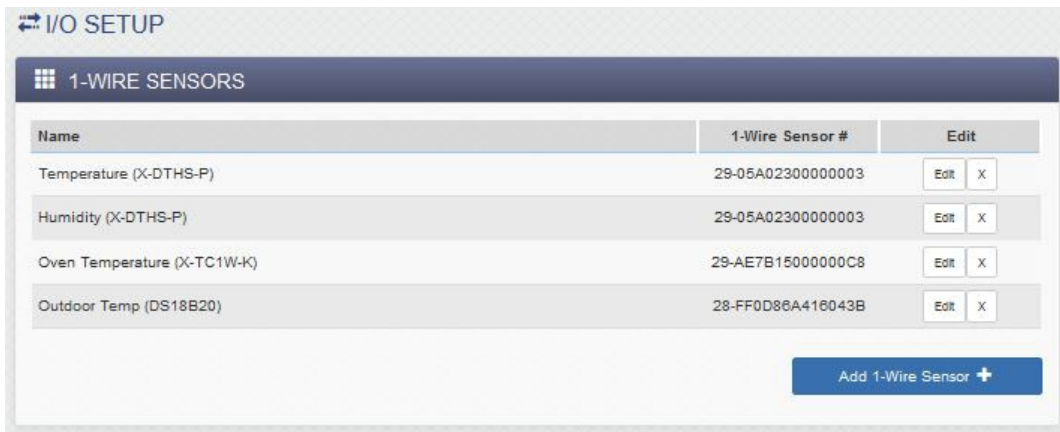 I/O SETUP
1-WIRE SENSORS
Name 1-Wire Sensor # Edit
Temperature (X-DTHS-P) 29-05A02300000003 Edit X
Humidity (X-DTHS-P) 29-05A02300000003 Edit X
Oven Temperature (X-TC1W-K) 29-AE7B15000000C8 Edit X
Outdoor Temp (DS18B20) 28-FF0D86A416043B Edit X
Add 1-Wire Sensor +